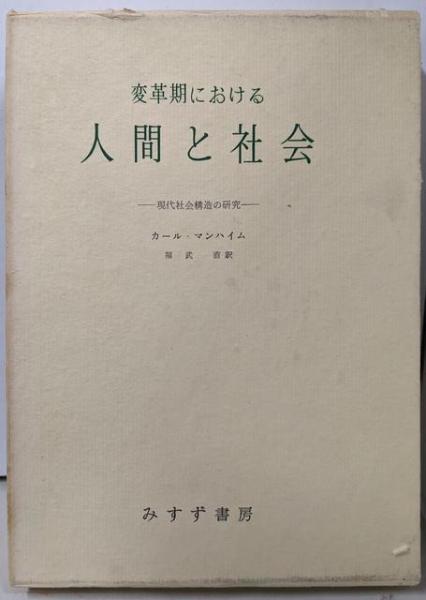 変革期における
人間と社会
──現代社会構造の研究──
カール・マンハイム
福武 直訳
みすず書房